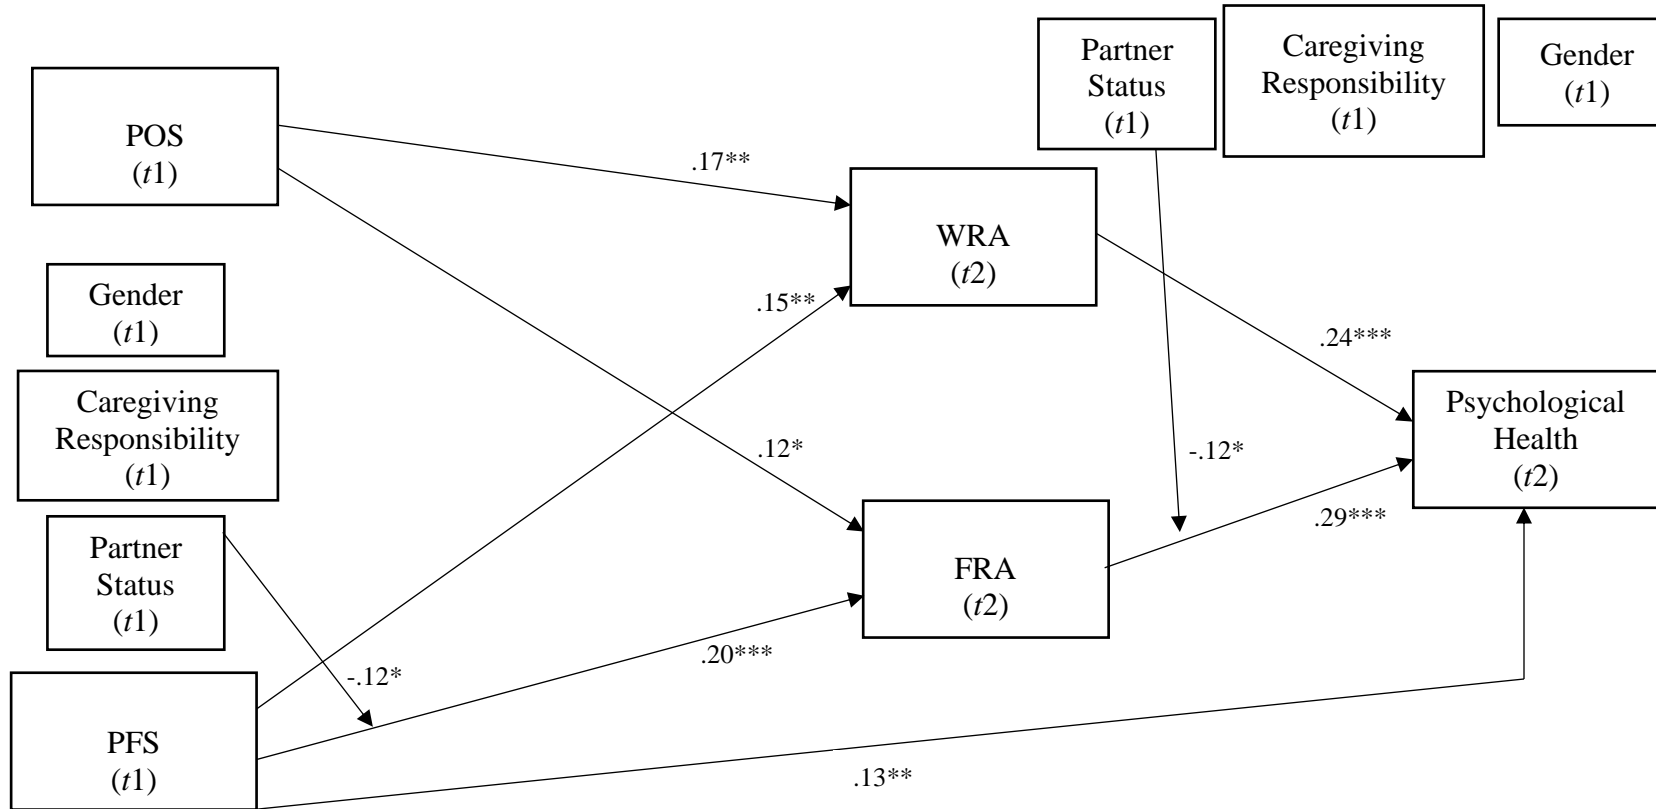 Partner
Status
(t1)
Caregiving
Responsibility
(t1)
Gender
(t1)
POS
(t1)
.17**
WRA
(t2)
Gender
(t1)
.15**
.24***
Caregiving
Responsibility
(t1)
.12*
-.12*
Psychological
Health
(t2)
.29***
Partner
Status
(t1)
FRA
(t2)
.20***
-.12*
PFS
(t1)
.13**